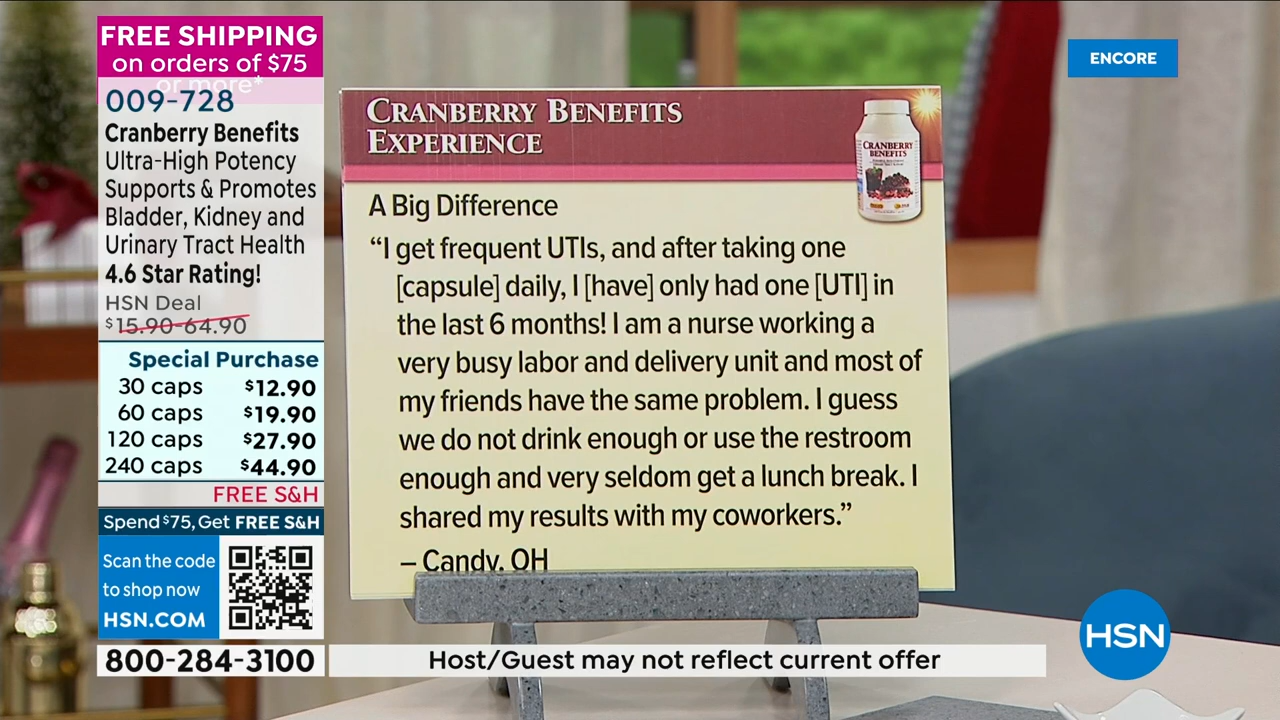 FREE SHIPPING
on orders of $75
or more*
009-728
Cranberry Benefits
Ultra-High Potency
Supports & Promotes
Bladder, Kidney and
Urinary Tract Health
4.6 Star Rating!
HSN Deal
$15.90-64.90
Special Purchase
30 caps $12.90
60 caps $19.90
120 caps $27.90
240 caps $44.90
FREE S&H
Spend $75, Get FREE S&H
Scan the code
to shop now
HSN.COM
800-284-3100
Host/Guest may not reflect current offer
ENCORE
CRANBERRY BENEFITS
EXPERIENCE
CRANBERRY
BENEFITS
A Big Difference
“I get frequent UTIs, and after taking one
[capsule] daily, I [have] only had one [UTI] in
the last 6 months! I am a nurse working a
very busy labor and delivery unit and most of
my friends have the same problem. I guess
we do not drink enough or use the restroom
enough and very seldom get a lunch break. I
shared my results with my coworkers.”
– Candy, OH
HSN